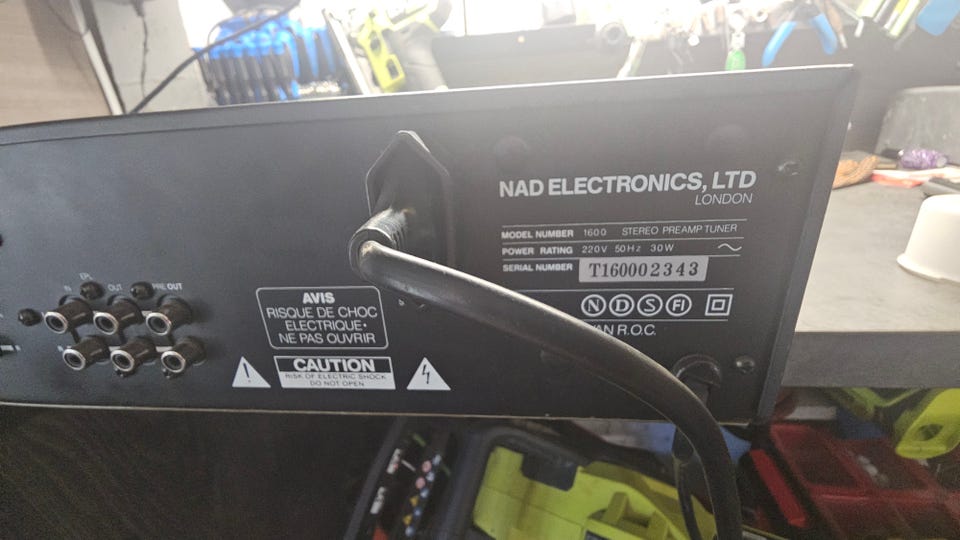 NAD ELECTRONICS, LTD
LONDON
MODEL NUMBER 1600 STEREO PREAMP TUNER
POWER RATING 220V 50Hz 30W
SERIAL NUMBER T160002343
N D S FI
R.O.C.
IN OUT PRE OUT
AVIS
RISQUE DE CHOC
ELECTRIQUE•
NE PAS OUVRIR
CAUTION
RISK OF ELECTRIC SHOCK
DO NOT OPEN